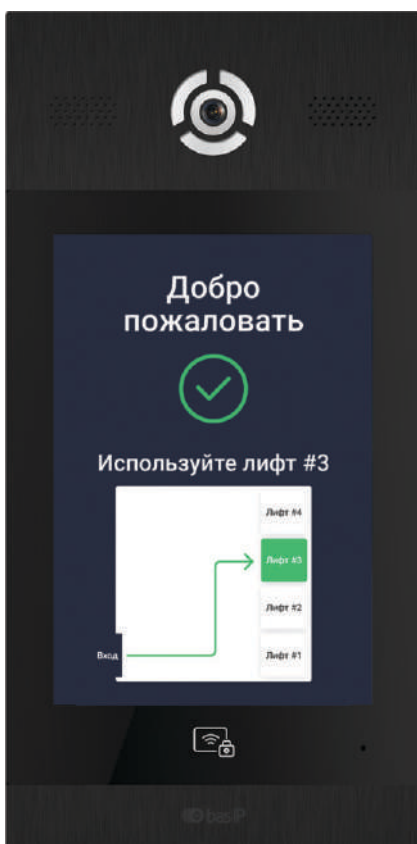 Добро
пожаловать
Используйте лифт #3
Лифт #4
Лифт #3
Лифт #2
Вход
Лифт #1
basIP